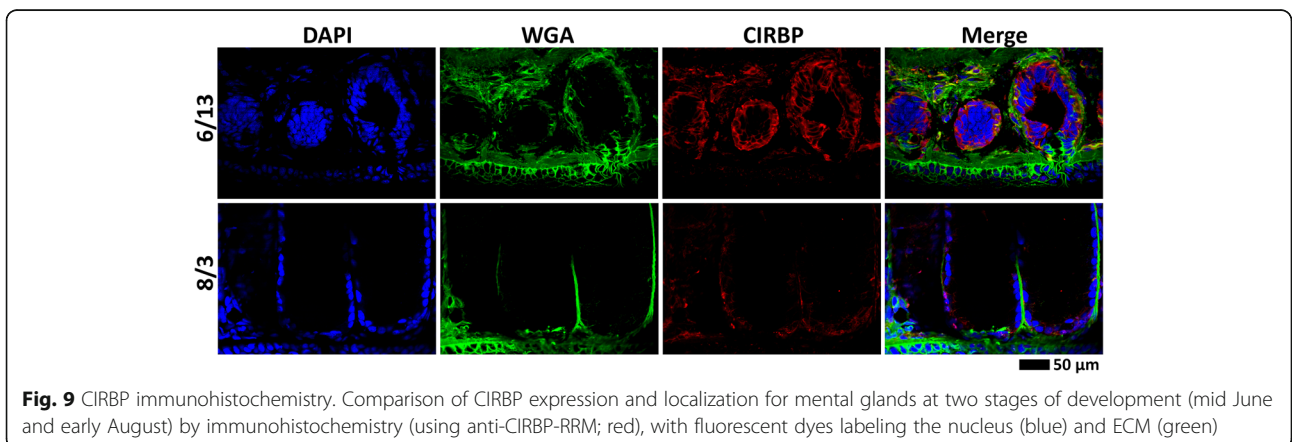 DAPI WGA CIRBP Merge
6/13
8/3
50 µm
Fig. 9 CIRBP immunohistochemistry. Comparison of CIRBP expression and localization for mental glands at two stages of development (mid June
and early August) by immunohistochemistry (using anti-CIRBP-RRM; red), with fluorescent dyes labeling the nucleus (blue) and ECM (green)